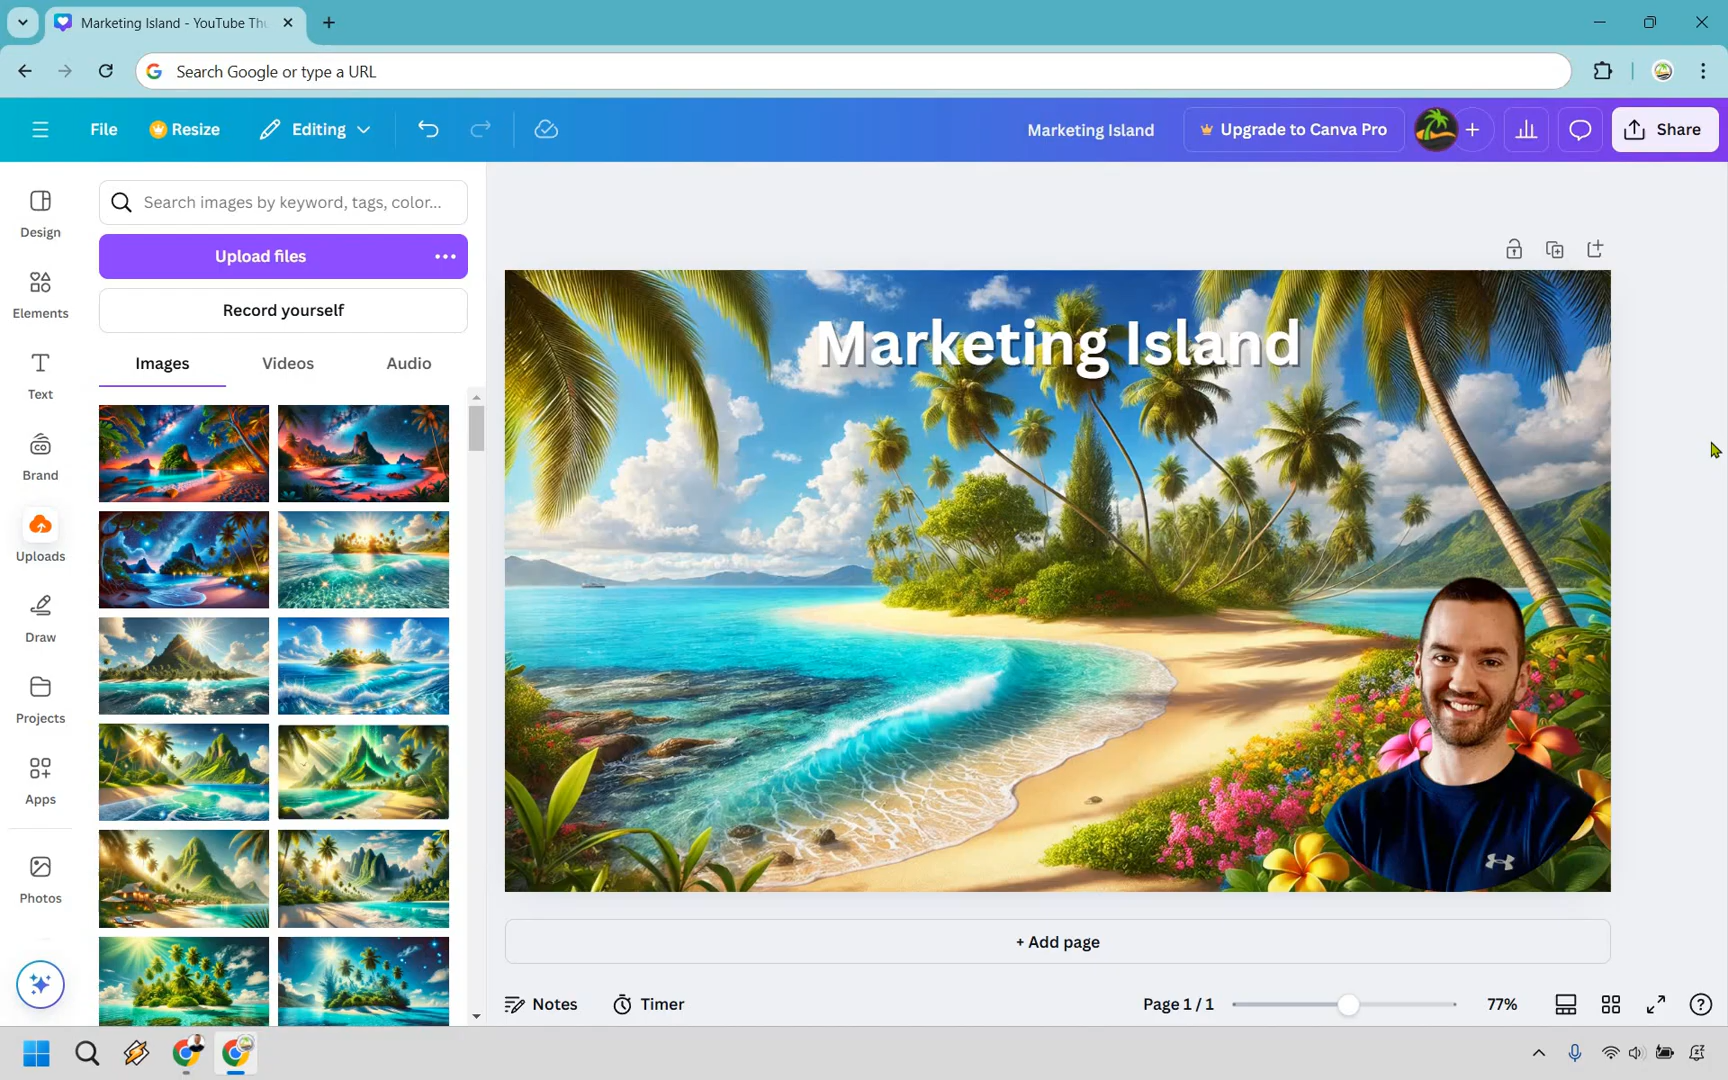 Marketing Island - YouTube Th
Search Google or type a URL
File
Resize
Editing
Marketing Island
Upgrade to Canva Pro
Share
Design
Elements
Text
Brand
Uploads
Draw
Projects
Apps
Photos
Search images by keyword, tags, color...
Upload files
Record yourself
Images
Videos
Audio
Marketing Island
+ Add page
Notes
Timer
Page 1 / 1
77%